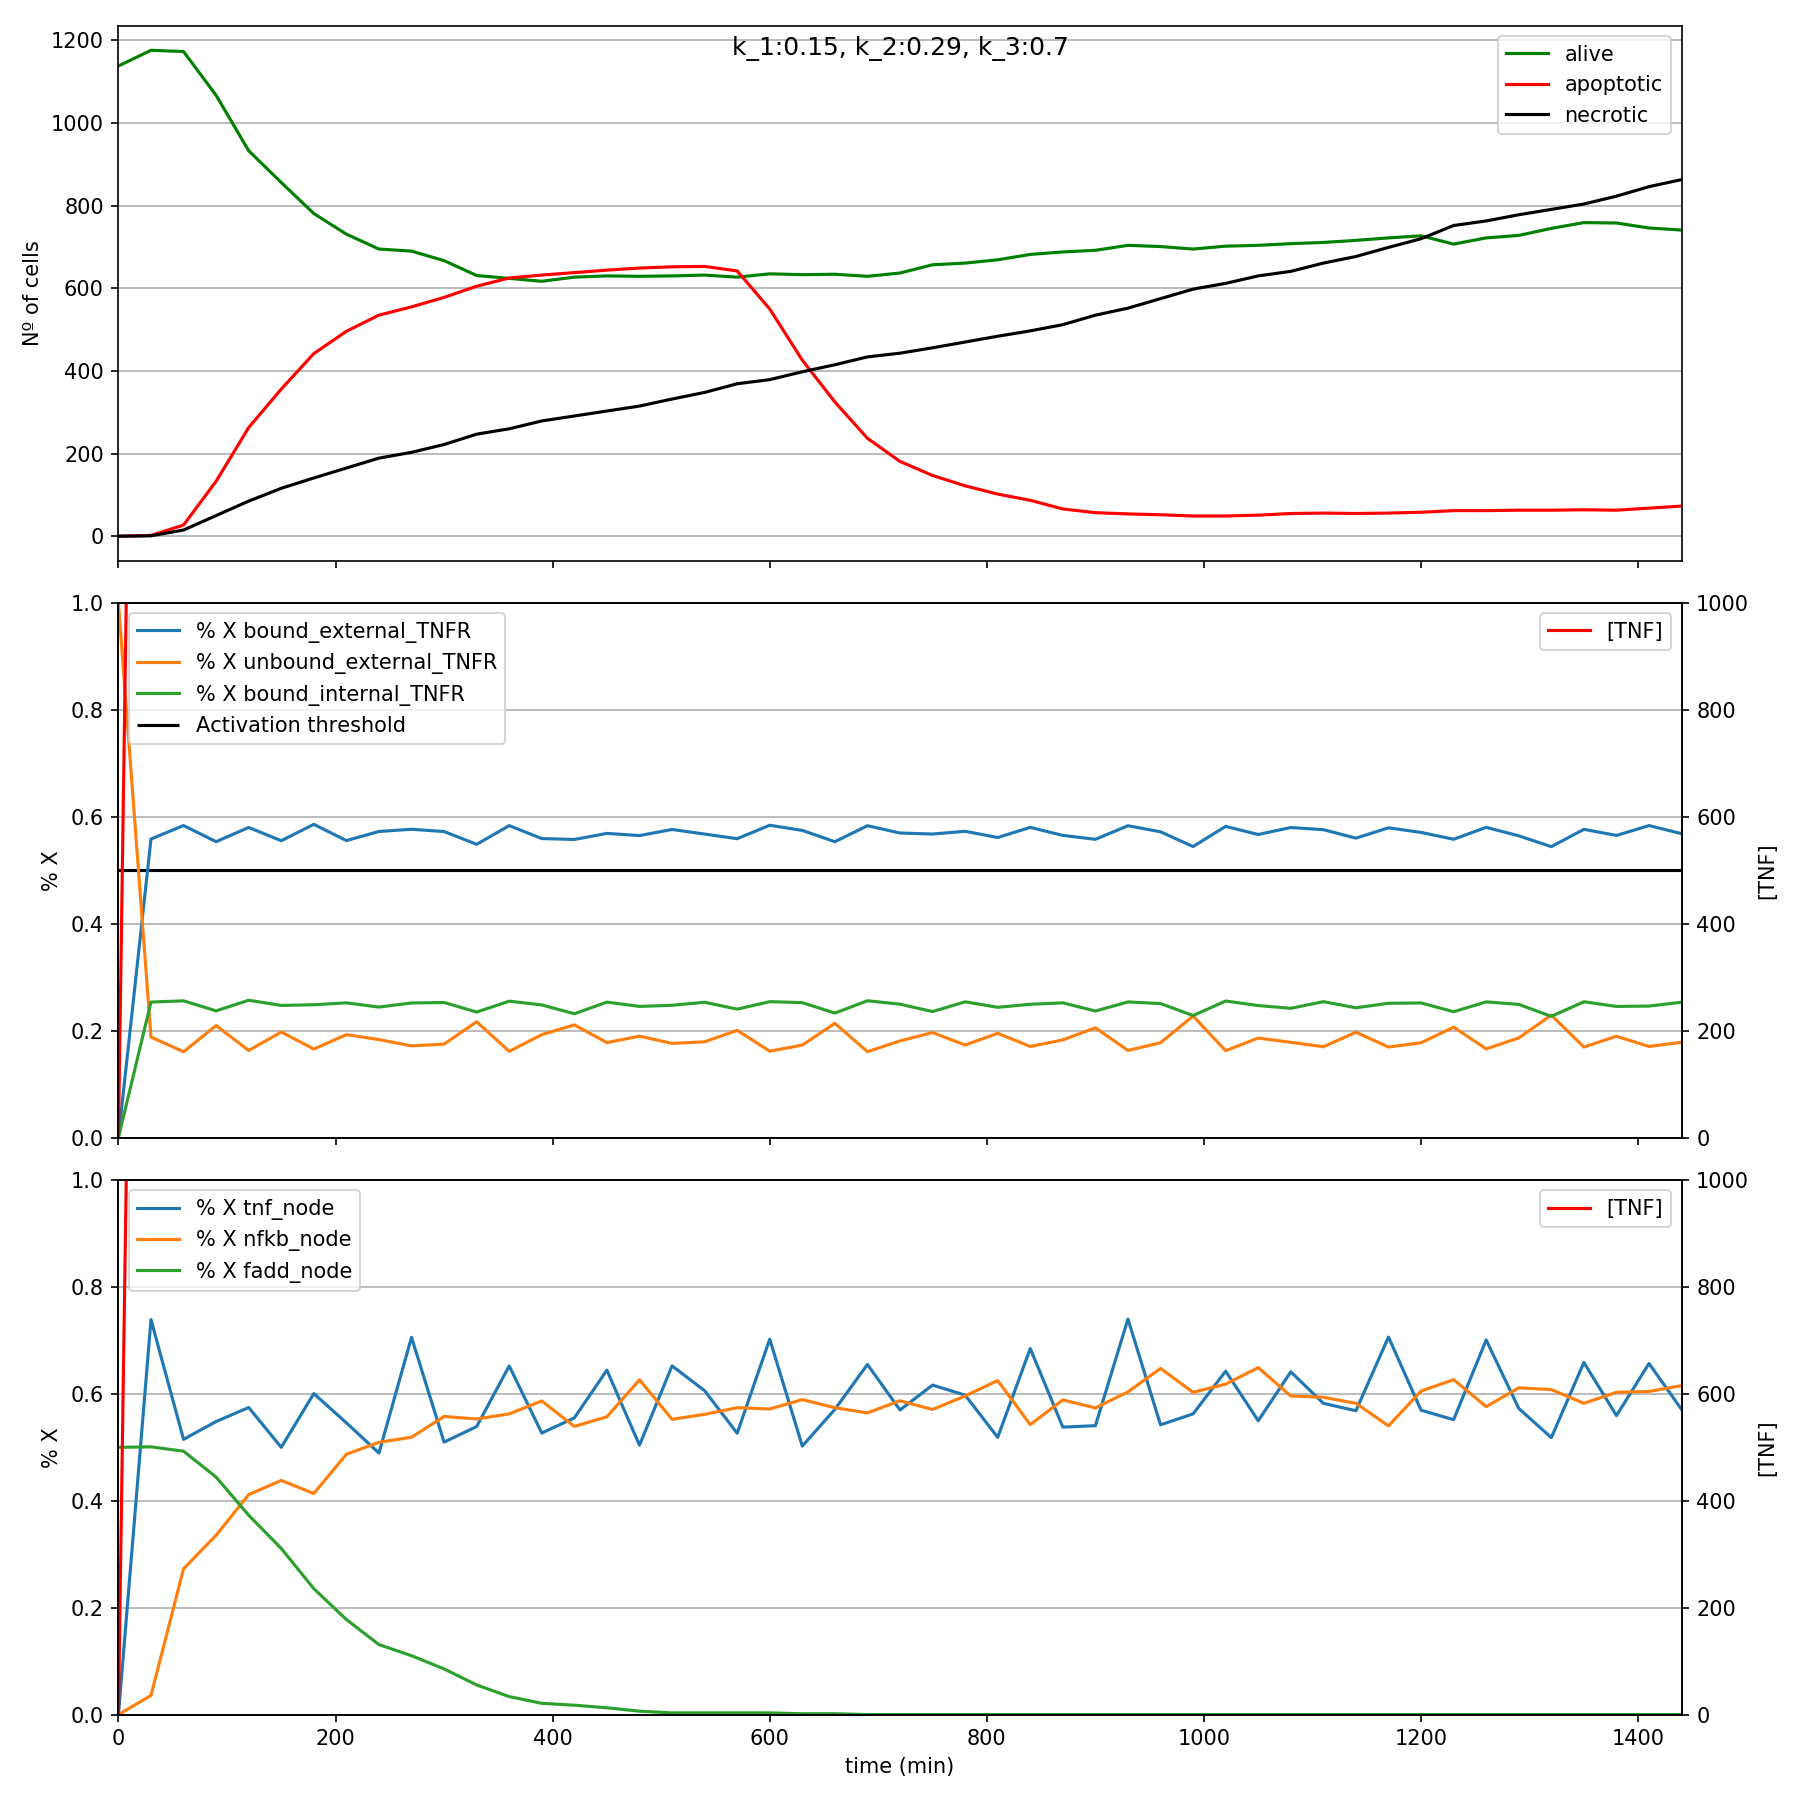 k_1:0.15, k_2:0.29, k_3:0.7
1200
1000
800
600
400
200
0
Nº of cells
alive
apoptotic
necrotic
1.0
0.8
0.6
0.4
0.2
0.0
% X
% X bound_external_TNFR
% X unbound_external_TNFR
% X bound_internal_TNFR
Activation threshold
[TNF]
1000
800
600
400
200
0
[TNF]
1.0
0.8
0.6
0.4
0.2
0.0
% X
% X tnf_node
% X nfkb_node
% X fadd_node
[TNF]
1000
800
600
400
200
0
[TNF]
0 200 400 600 800 1000 1200 1400
time (min)